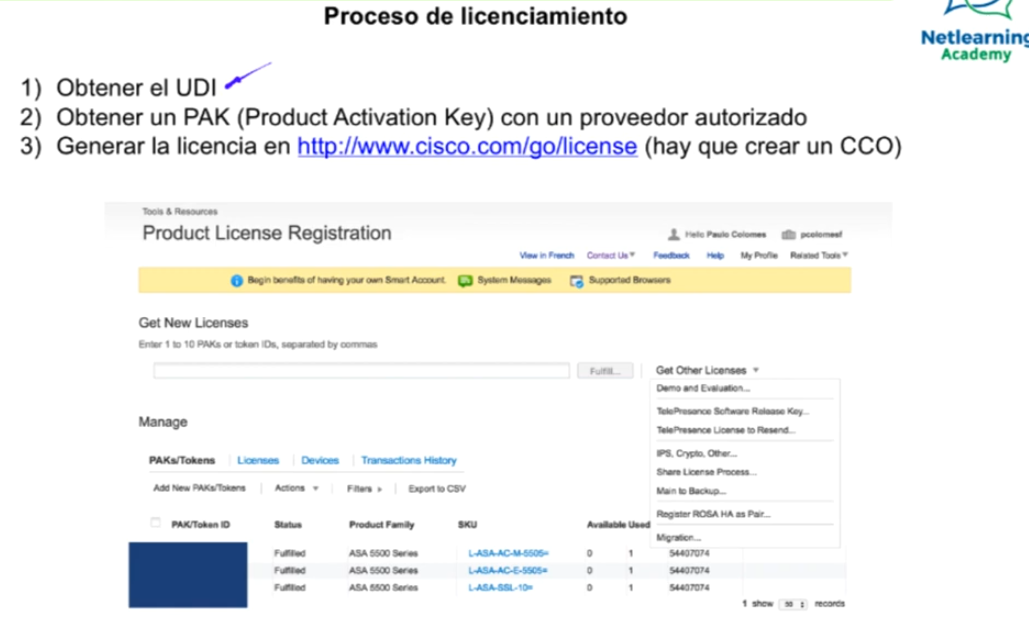 Proceso de licenciamiento
Netlearning
Academy
1) Obtener el UDI
2) Obtener un PAK (Product Activation Key) con un proveedor autorizado
3) Generar la licencia en http://www.cisco.com/go/license (hay que crear un CCO)
Tools & Resources
Product License Registration
Hello Paulo Colomes pcolomesf
View in French Contact Us Feedback Help My Profile Related Tools
Begin benefits of having your own Smart Account. System Messages Supported Browsers
Get New Licenses
Enter 1 to 10 PAKs or token IDs, separated by commas
Fulfill... Get Other Licenses
Demo and Evaluation...
TelePresence Software Release Key...
TelePresence License to Resend...
IPS, Crypto, Other...
Share License Process...
Main to Backup...
Register ROSA HA as Pair...
Migration...
Manage
PAKs/Tokens Licenses Devices Transactions History
Add New PAKs/Tokens Actions Filters Export to CSV
PAK/Token ID Status Product Family SKU Available Used
Fulfilled ASA 5500 Series L-ASA-AC-M-5505= 0 1 54407074
Fulfilled ASA 5500 Series L-ASA-AC-E-5505= 0 1 54407074
Fulfilled ASA 5500 Series L-ASA-SSL-10= 0 1 54407074
1 show 50 records